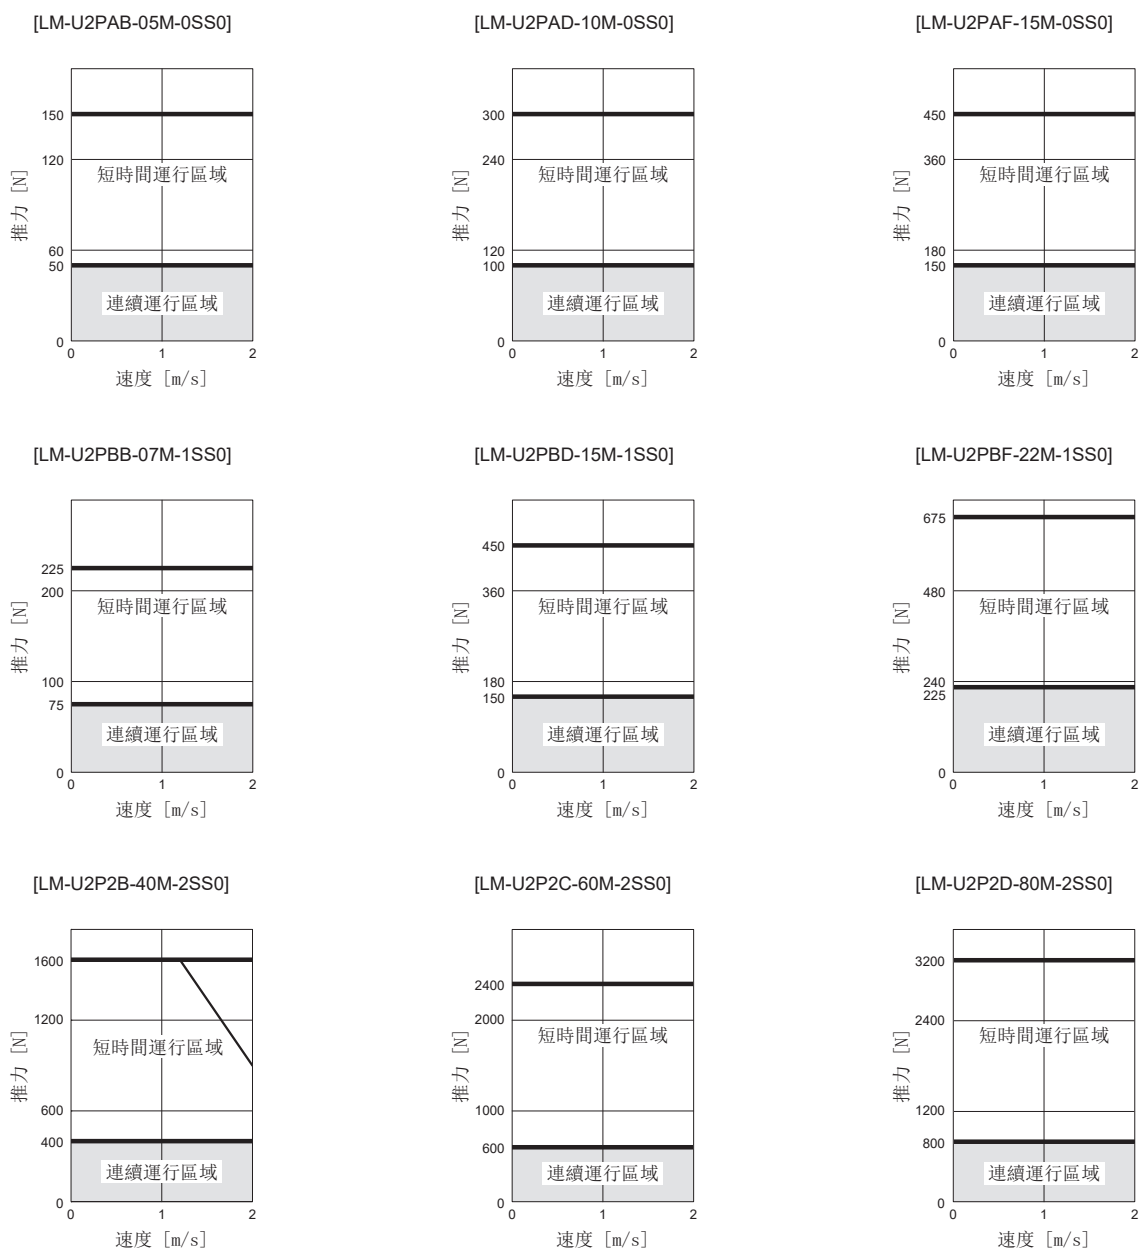 [LM-U2PAB-05M-0SS0]
150
120
60
50
0
推力 [N]
短時間運行區域
連續運行區域
0 1 2
速度 [m/s]
[LM-U2PAD-10M-0SS0]
300
240
120
100
0
推力 [N]
短時間運行區域
連續運行區域
0 1 2
速度 [m/s]
[LM-U2PAF-15M-0SS0]
450
360
180
150
0
推力 [N]
短時間運行區域
連續運行區域
0 1 2
速度 [m/s]
[LM-U2PBB-07M-1SS0]
225
200
100
75
0
推力 [N]
短時間運行區域
連續運行區域
0 1 2
速度 [m/s]
[LM-U2PBD-15M-1SS0]
450
360
180
150
0
推力 [N]
短時間運行區域
連續運行區域
0 1 2
速度 [m/s]
[LM-U2PBF-22M-1SS0]
675
480
240
225
0
推力 [N]
短時間運行區域
連續運行區域
0 1 2
速度 [m/s]
[LM-U2P2B-40M-2SS0]
1600
1200
600
400
0
推力 [N]
短時間運行區域
連續運行區域
0 1 2
速度 [m/s]
[LM-U2P2C-60M-2SS0]
2400
2000
1000
600
0
推力 [N]
短時間運行區域
連續運行區域
0 1 2
速度 [m/s]
[LM-U2P2D-80M-2SS0]
3200
2400
1200
800
0
推力 [N]
短時間運行區域
連續運行區域
0 1 2
速度 [m/s]